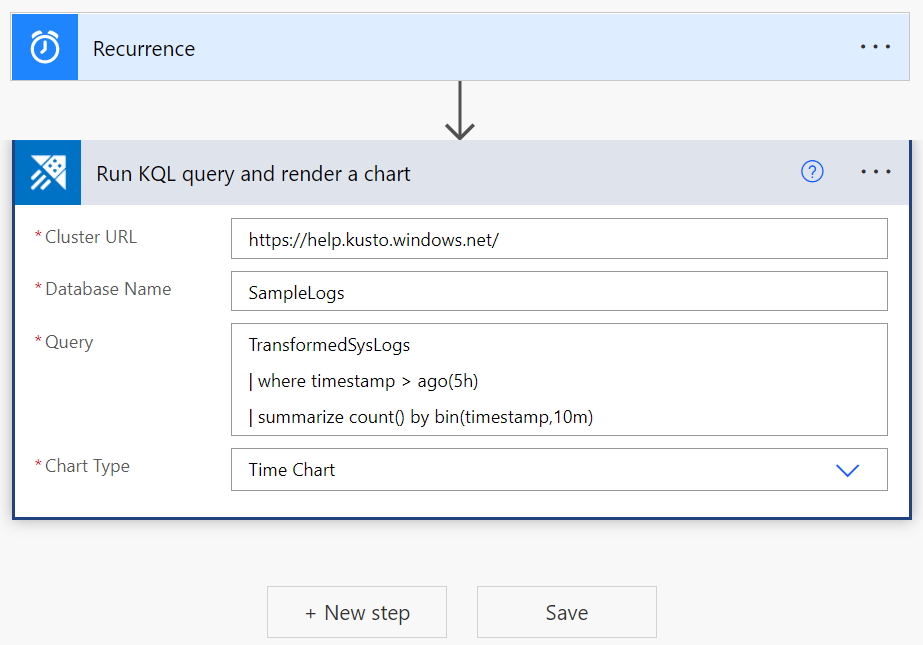 Recurrence
...
Run KQL query and render a chart
?
...
* Cluster URL
https://help.kusto.windows.net/
* Database Name
SampleLogs
* Query
TransformedSysLogs
| where timestamp > ago(5h)
| summarize count() by bin(timestamp,10m)
* Chart Type
Time Chart
+ New step
Save